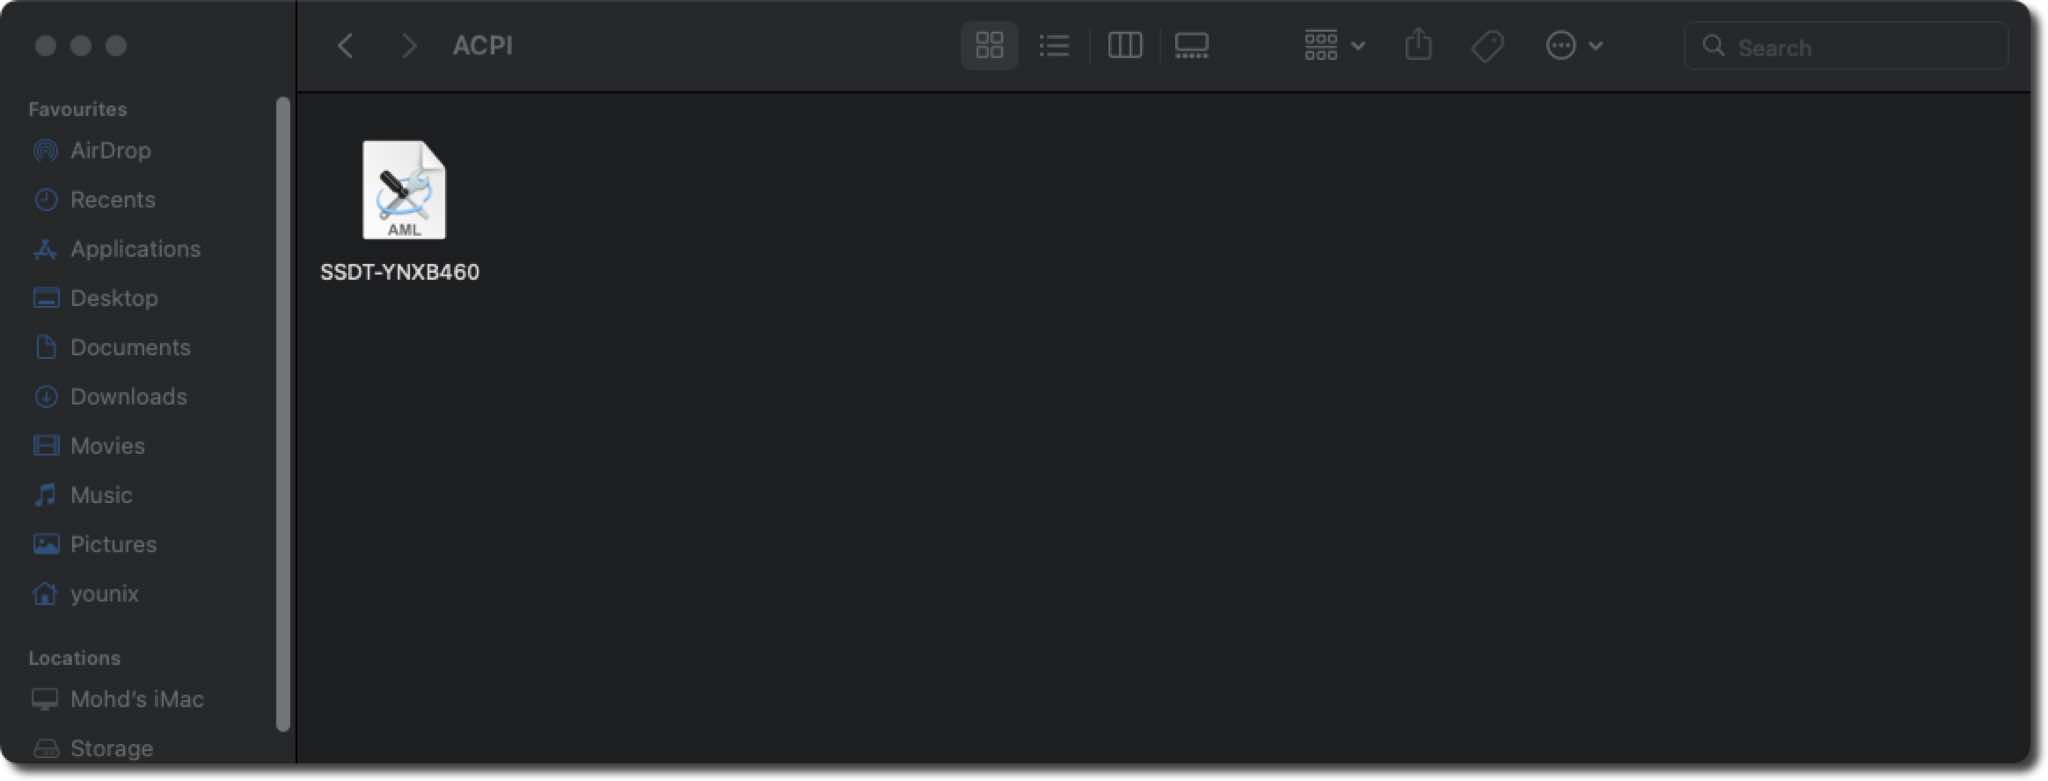 ACPI
Search
Favourites
AirDrop
Recents
Applications
Desktop
Documents
Downloads
Movies
Music
Pictures
younix
Locations
Mohd's iMac
Storage
AML
SSDT-YNXB460